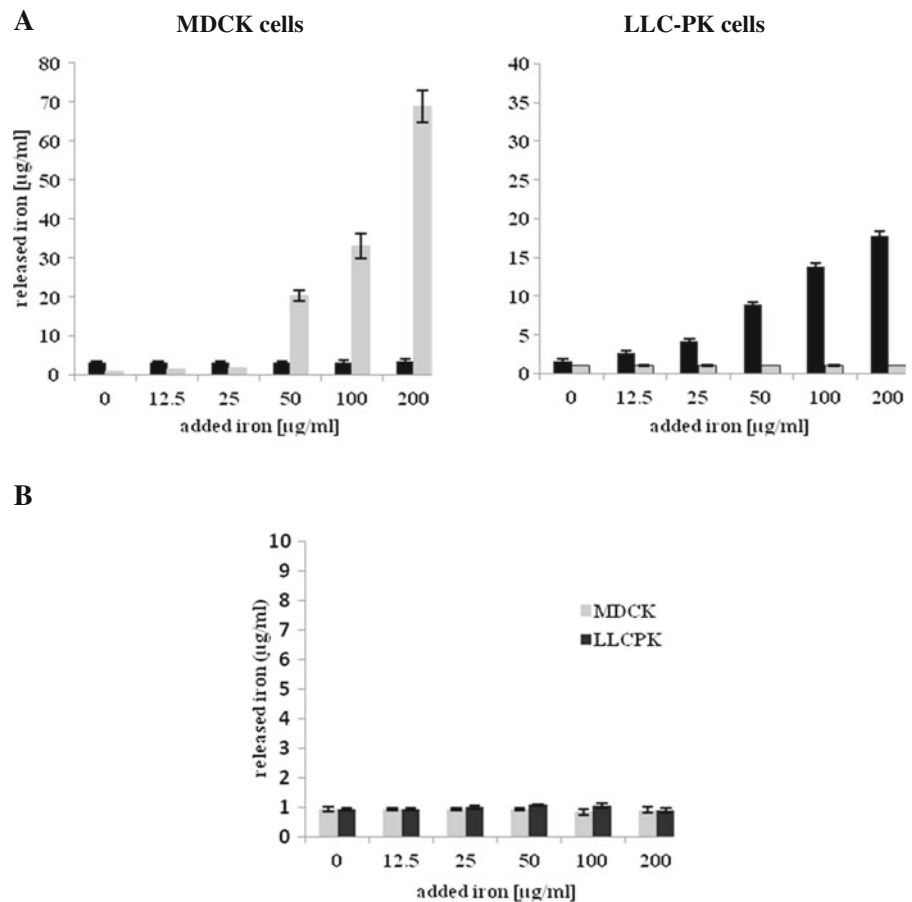 A
MDCK cells
LLC-PK cells
released iron [µg/ml]
80
70
60
50
40
30
20
10
0
0 12.5 25 50 100 200
added iron [µg/ml]
40
35
30
25
20
15
10
5
0
0 12.5 25 50 100 200
added iron [µg/ml]
B
released iron (µg/ml)
10
9
8
7
6
5
4
3
2
1
0
MDCK
LLCPK
0 12.5 25 50 100 200
added iron [µg/ml]